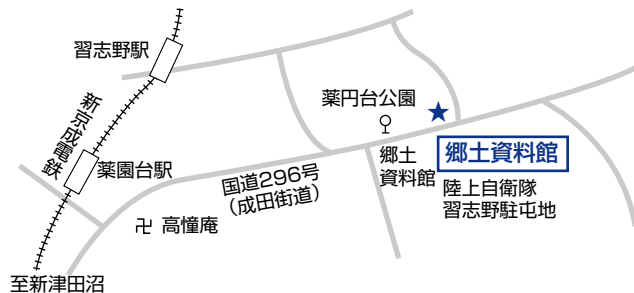 習志野駅
新京成電鉄
薬円台公園
薬園台駅
郷土
資料館
郷土資料館
国道296号
(成田街道)
陸上自衛隊
習志野駐屯地
卍 高憧庵
至新津田沼